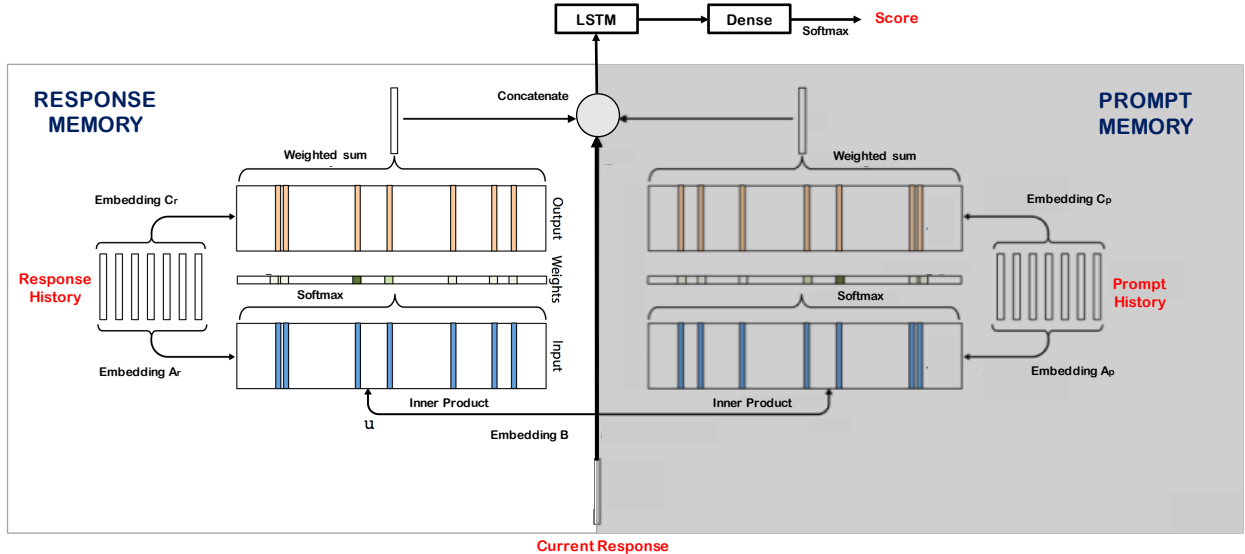 LSTM
Dense
Softmax
Score
RESPONSE
MEMORY
PROMPT
MEMORY
Concatenate
Weighted sum
Weighted sum
Embedding Cr
Output
Embedding Cp
Response
History
Weights
Prompt
History
Softmax
Softmax
Input
Embedding Ar
Embedding Ap
Inner Product
Inner Product
u
Embedding B
Current Response